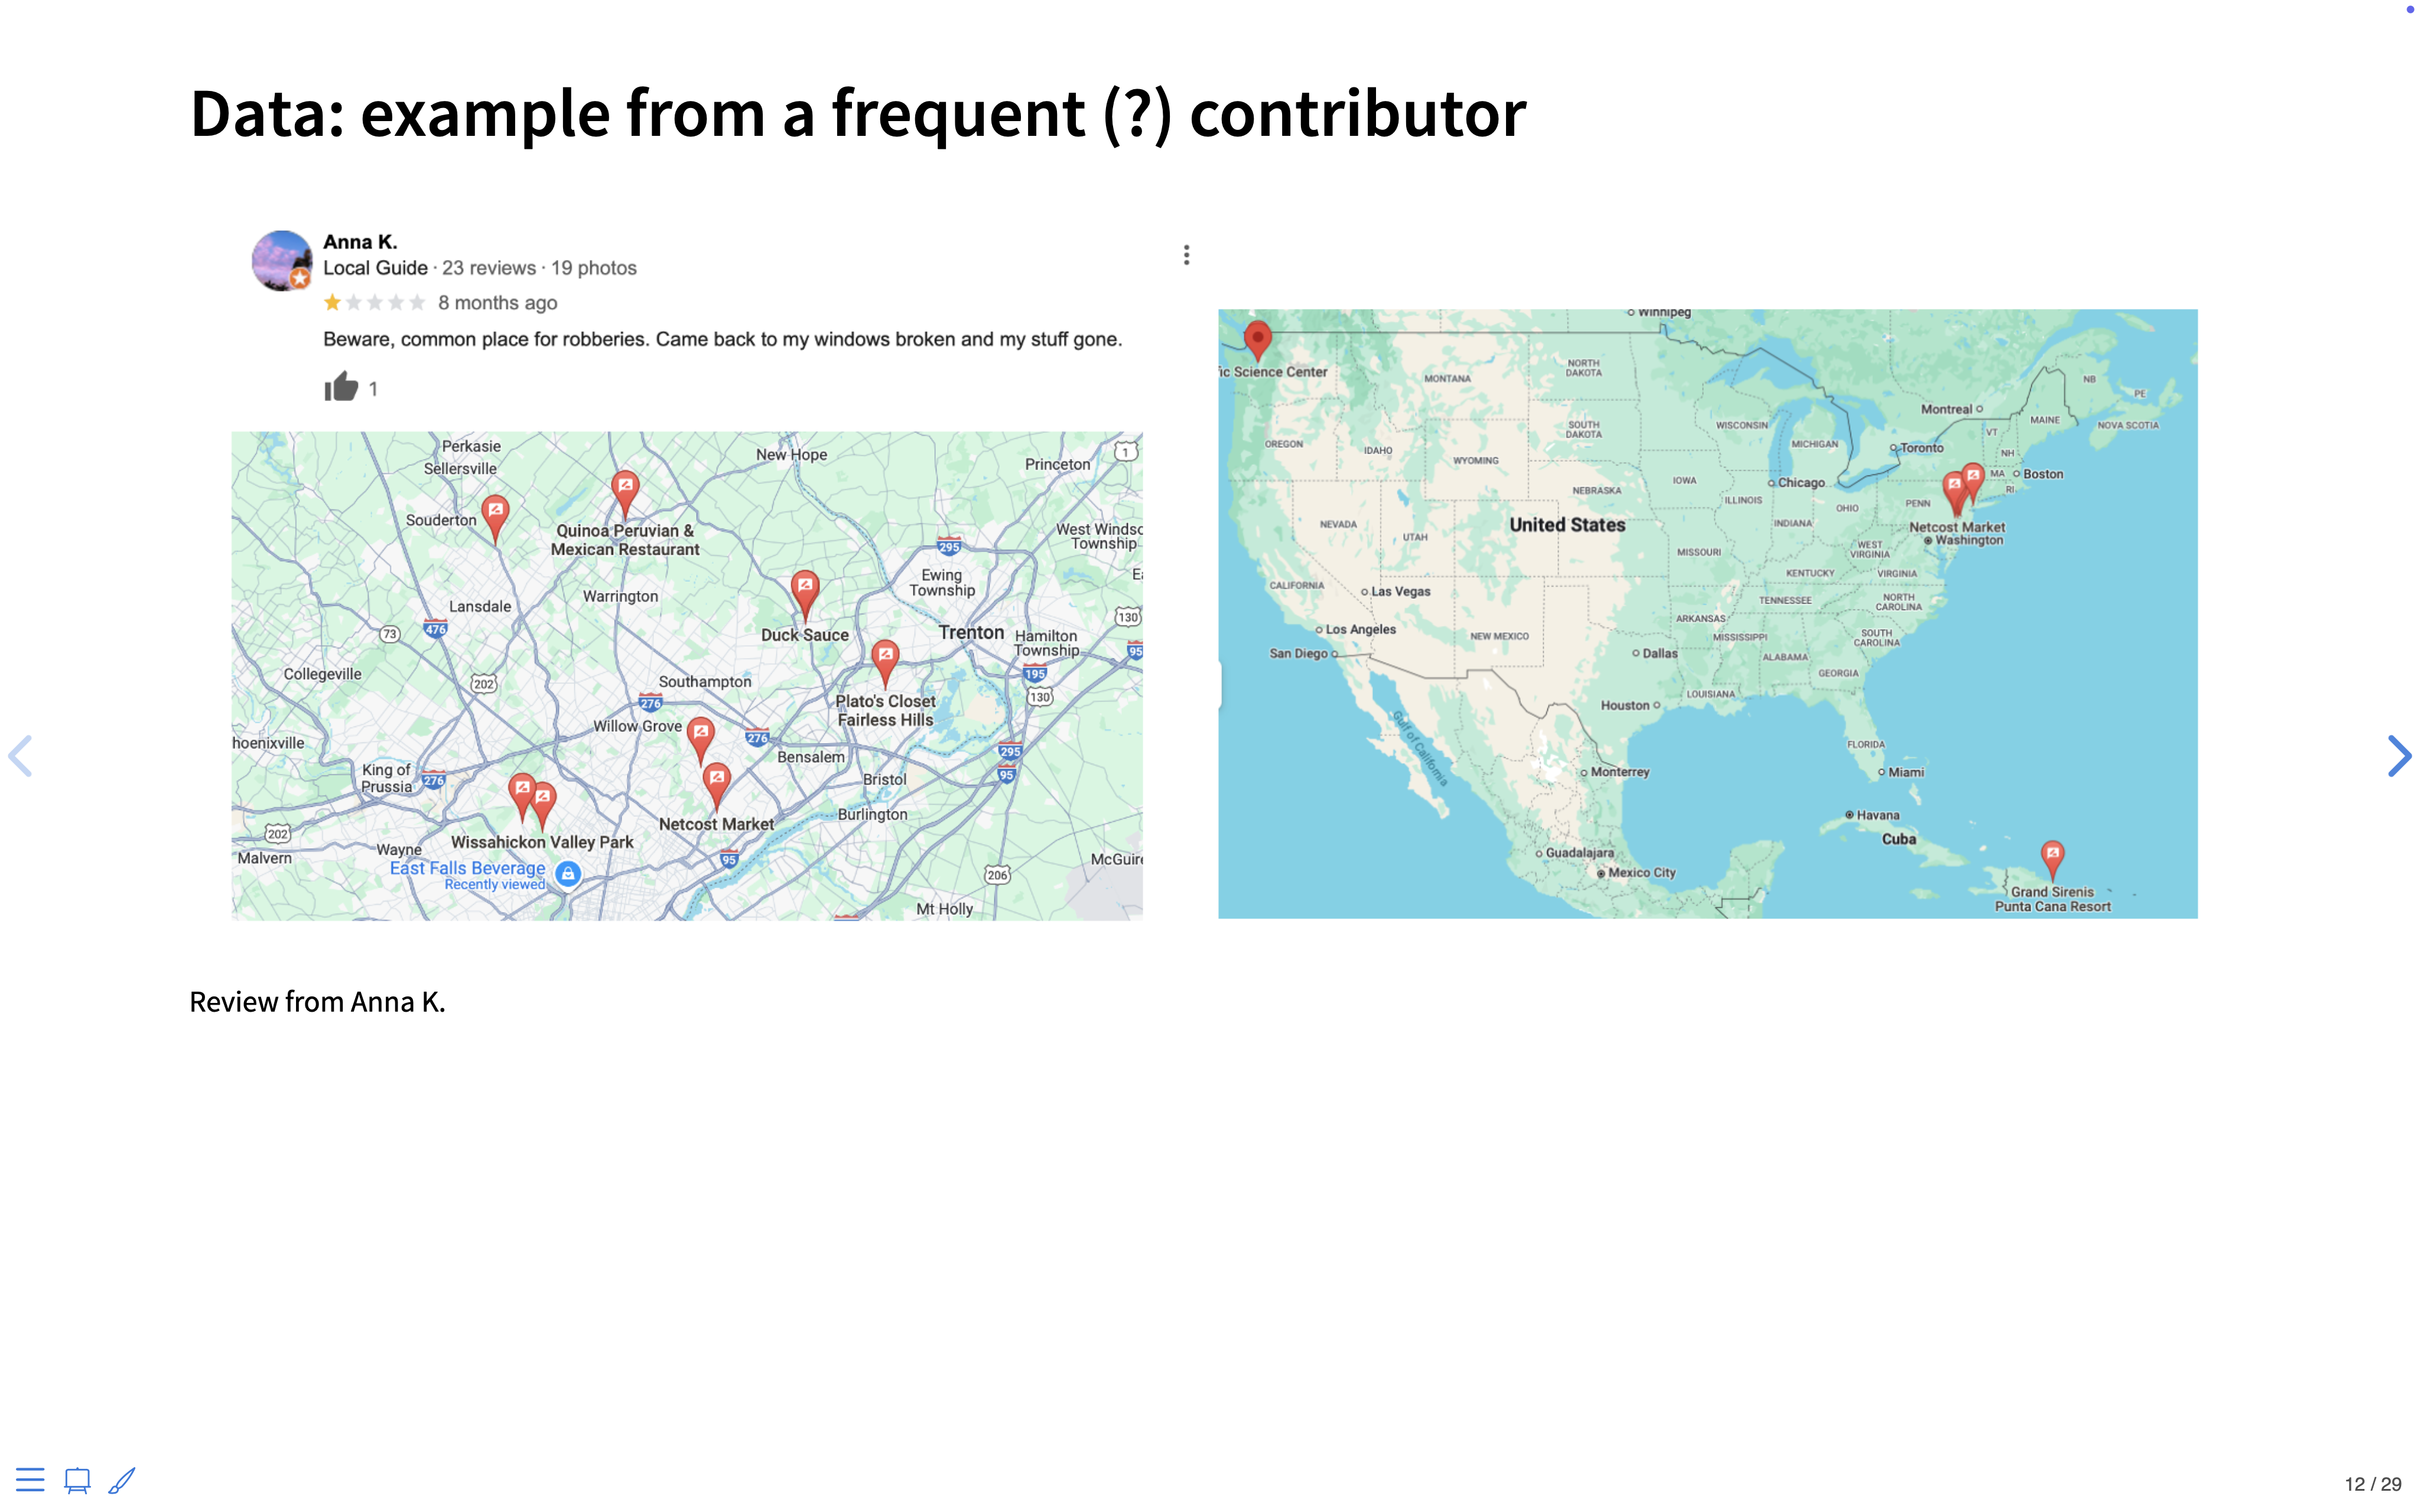 Data: example from a frequent (?) contributor
Anna K.
Local Guide · 23 reviews · 19 photos
8 months ago
Beware, common place for robberies. Came back to my windows broken and my stuff gone.
1
Perkasie
Sellersville
New Hope
Princeton
1
Souderton
Quinoa Peruvian &
Mexican Restaurant
West Windsc
Township
295
Ewing
Township
Ea
Warrington
Lansdale
Duck Sauce
130
73
476
Trenton
Hamilton
Township
95
Collegeville
202
Southampton
195
130
276
Plato's Closet
Fairless Hills
Willow Grove
276
hoenixville
Bensalem
295
King of
Prussia
276
Bristol
95
Netcost Market
Burlington
202
Wissahickon Valley Park
Malvern
Wayne
95
McGuire
East Falls Beverage
Recently viewed
206
Mt Holly
Winnipeg
ic Science Center
MONTANA
NORTH
DAKOTA
NB
PE
Montreal
MAINE
NOVA SCOTIA
OREGON
IDAHO
SOUTH
DAKOTA
WISCONSIN
MICHIGAN
Toronto
VT
NH
WYOMING
MA
Boston
Chicago
RI
NEBRASKA
IOWA
ILLINOIS
PENN
United States
NEVADA
INDIANA
OHIO
Netcost Market
Washington
UTAH
MISSOURI
WEST
VIRGINIA
KENTUCKY
VIRGINIA
CALIFORNIA
Las Vegas
TENNESSEE
NORTH
CAROLINA
Los Angeles
NEW MEXICO
ARKANSAS
MISSISSIPPI
SOUTH
CAROLINA
San Diego
Dallas
ALABAMA
GEORGIA
LOUISIANA
Houston
Gulf of California
FLORIDA
Monterrey
Miami
Havana
Cuba
Guadalajara
Mexico City
Grand Sirenis
Punta Cana Resort
Review from Anna K.
12 / 29